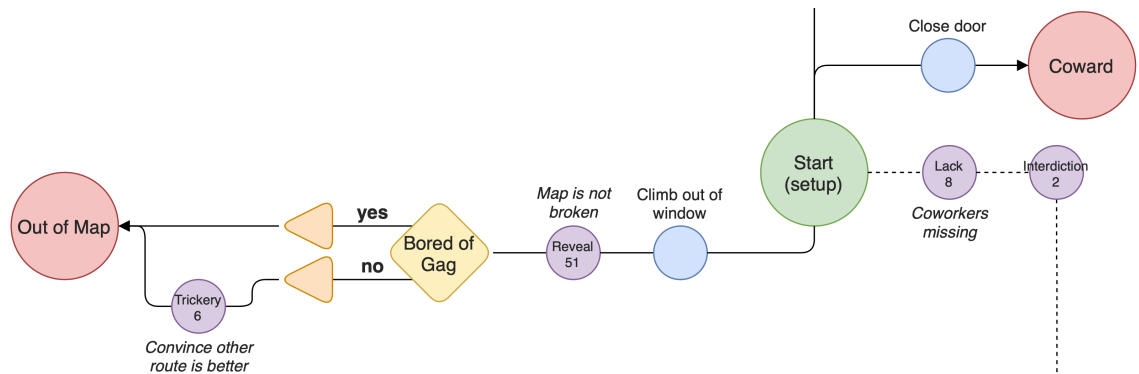 Close door
Coward
Start
(setup)
Lack
8
Interdiction
2
Coworkers
missing
Climb out of
window
Map is not
broken
Reveal
51
Bored of
Gag
yes
no
Out of Map
Trickery
6
Convince other
route is better